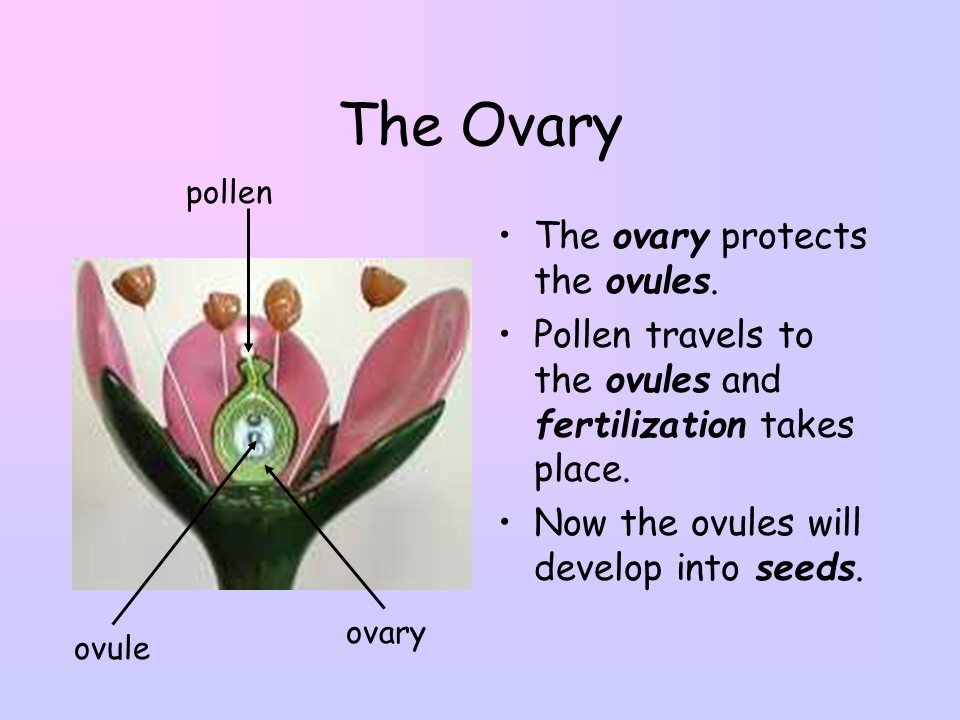 The Ovary
pollen
• The ovary protects
the ovules.
• Pollen travels to
the ovules and
fertilization takes
place.
• Now the ovules will
develop into seeds.
ovary
ovule